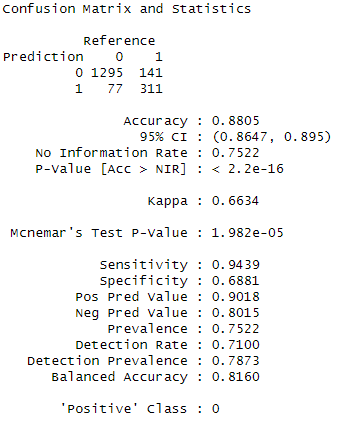 Confusion Matrix and Statistics
Reference
Prediction 0 1
0 1295 141
1 77 311
Accuracy : 0.8805
95% CI : (0.8647, 0.895)
No Information Rate : 0.7522
P-Value [Acc > NIR] : < 2.2e-16
Kappa : 0.6634
Mcnemar's Test P-Value : 1.982e-05
Sensitivity : 0.9439
Specificity : 0.6881
Pos Pred Value : 0.9018
Neg Pred Value : 0.8015
Prevalence : 0.7522
Detection Rate : 0.7100
Detection Prevalence : 0.7873
Balanced Accuracy : 0.8160
'Positive' Class : 0